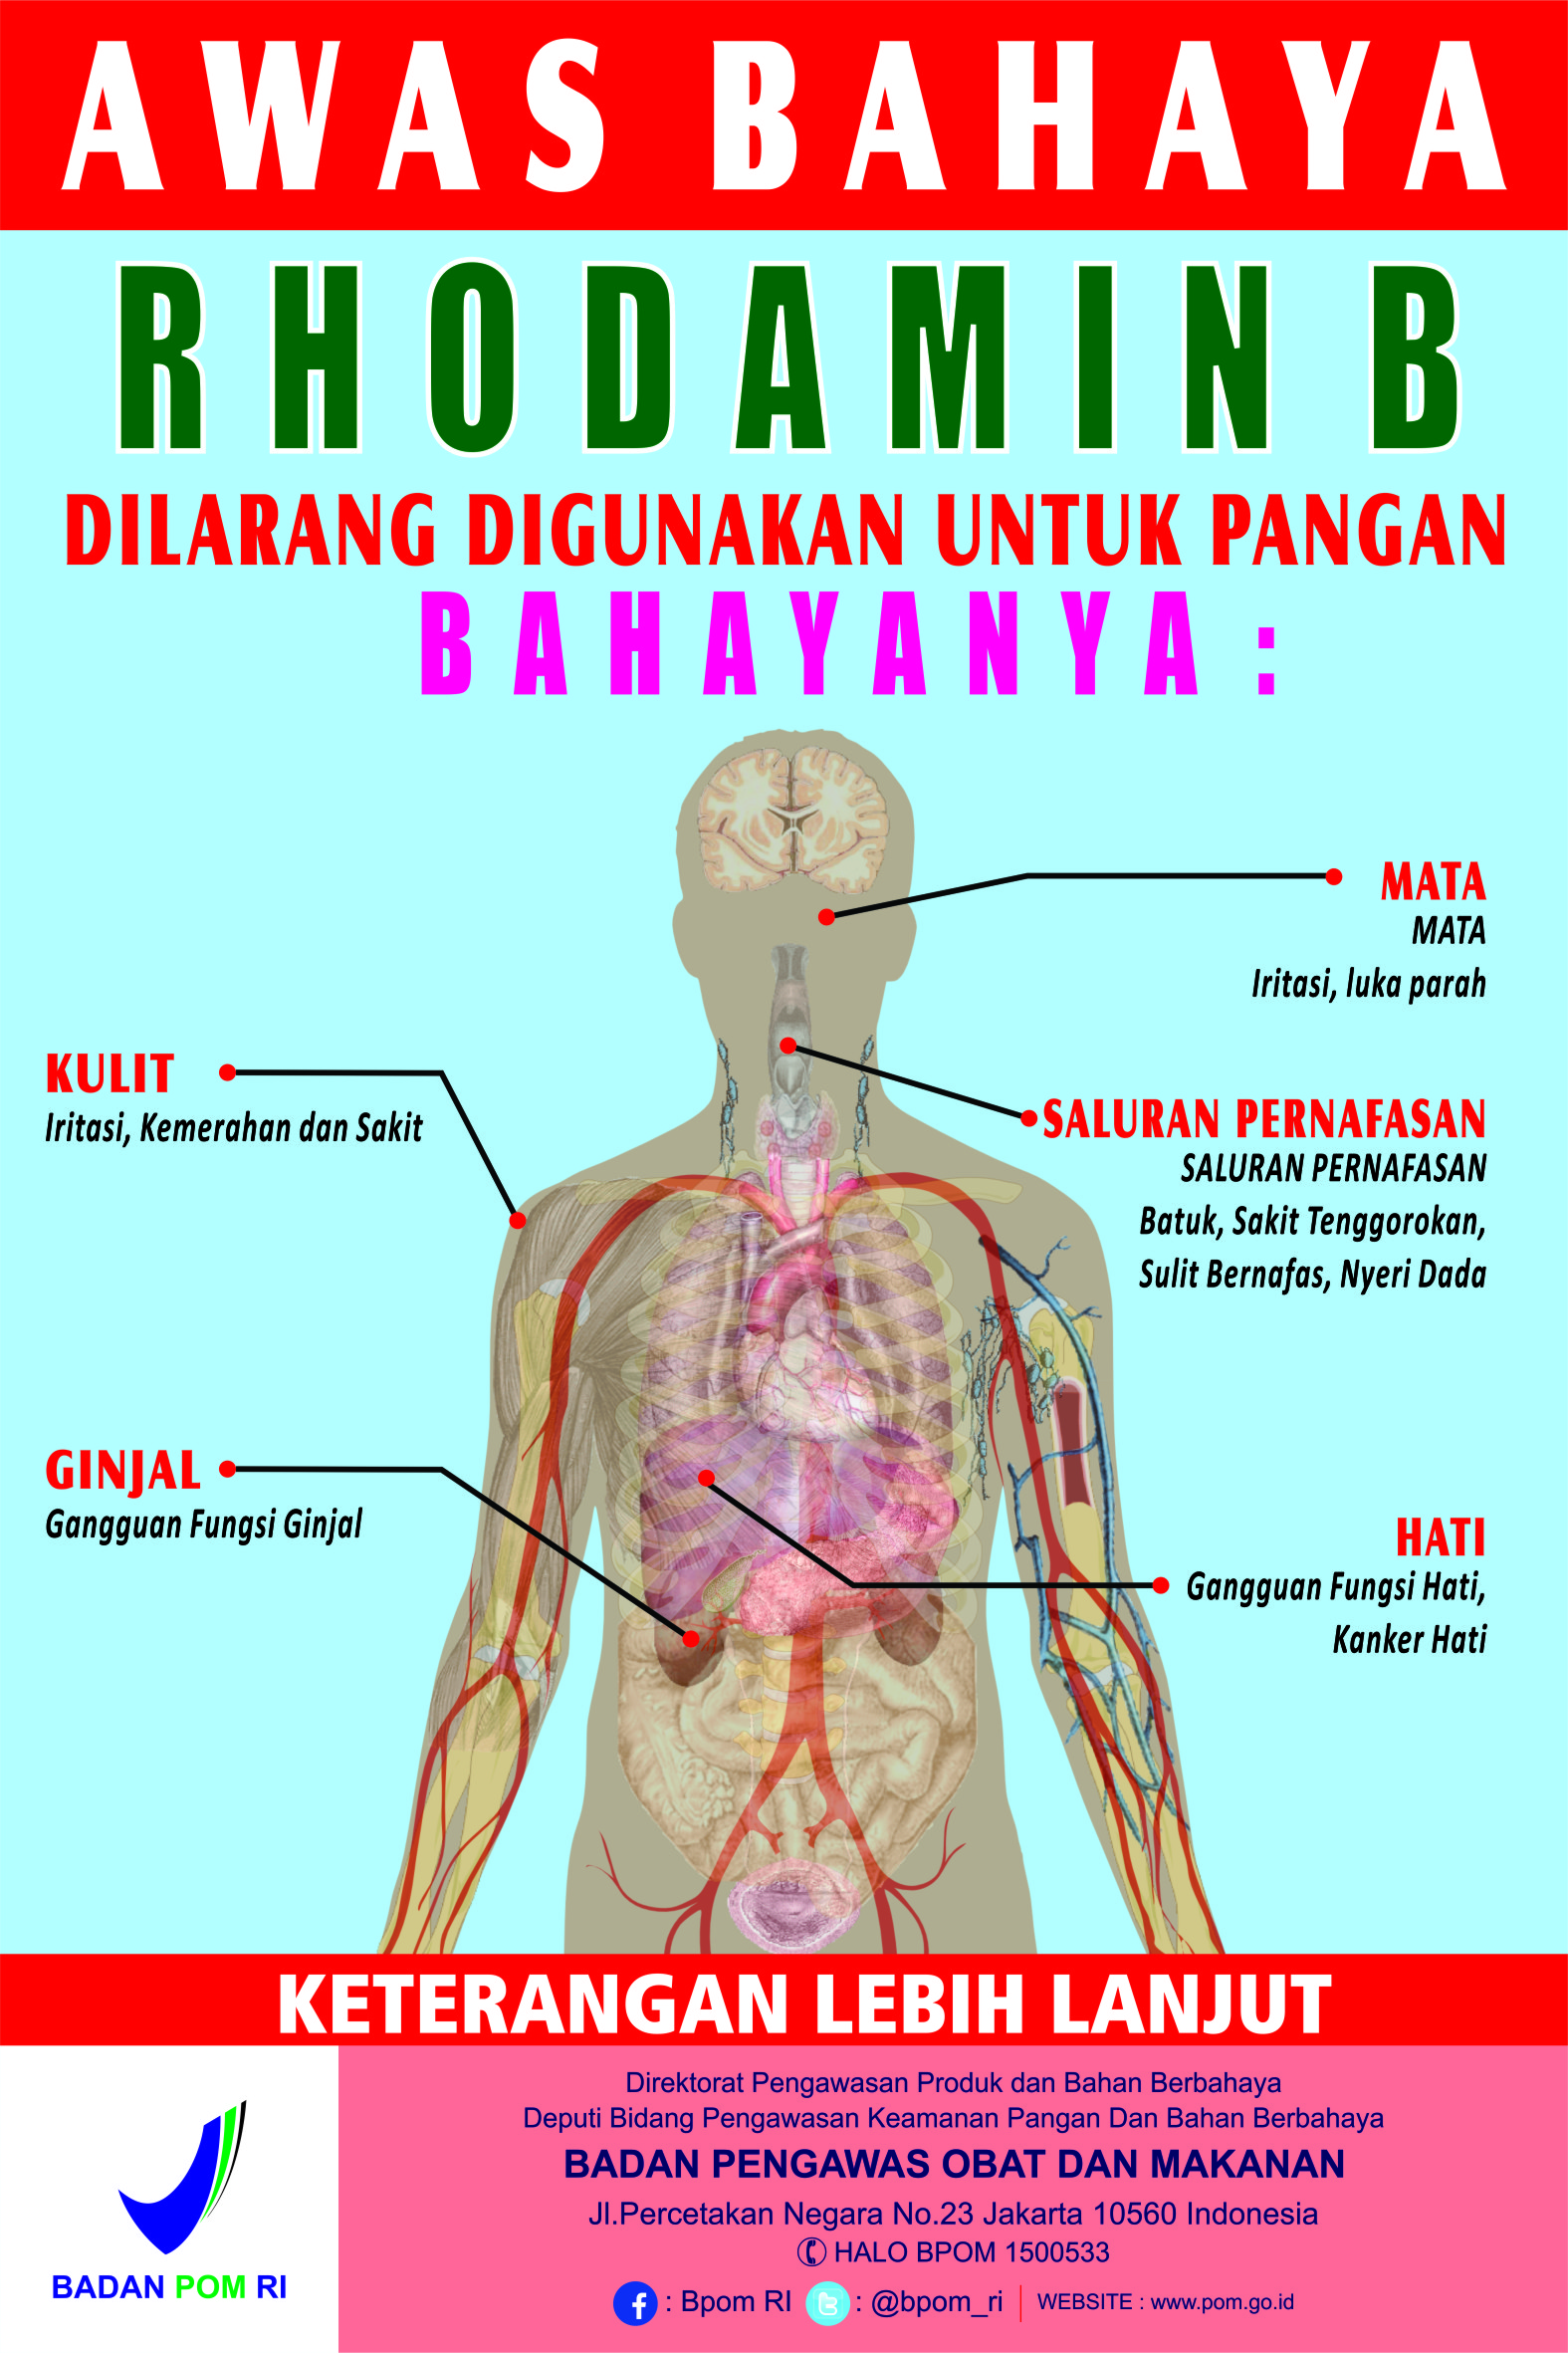 AWAS BAHAYA
RHODAMIN B
DILARANG DIGUNAKAN UNTUK PANGAN
BAHAYANYA :
MATA
MATA
Iritasi, luka parah
KULIT
Iritasi, Kemerahan dan Sakit
SALURAN PERNAFASAN
SALURAN PERNAFASAN
Batuk, Sakit Tenggorokan,
Sulit Bernafas, Nyeri Dada
GINJAL
Gangguan Fungsi Ginjal
HATI
Gangguan Fungsi Hati,
Kanker Hati
KETERANGAN LEBIH LANJUT
Direktorat Pengawasan Produk dan Bahan Berbahaya
Deputi Bidang Pengawasan Keamanan Pangan Dan Bahan Berbahaya
BADAN PENGAWAS OBAT DAN MAKANAN
Jl.Percetakan Negara No.23 Jakarta 10560 Indonesia
HALO BPOM 1500533
: Bpom RI : @bpom_ri | WEBSITE : www.pom.go.id
BADAN POM RI